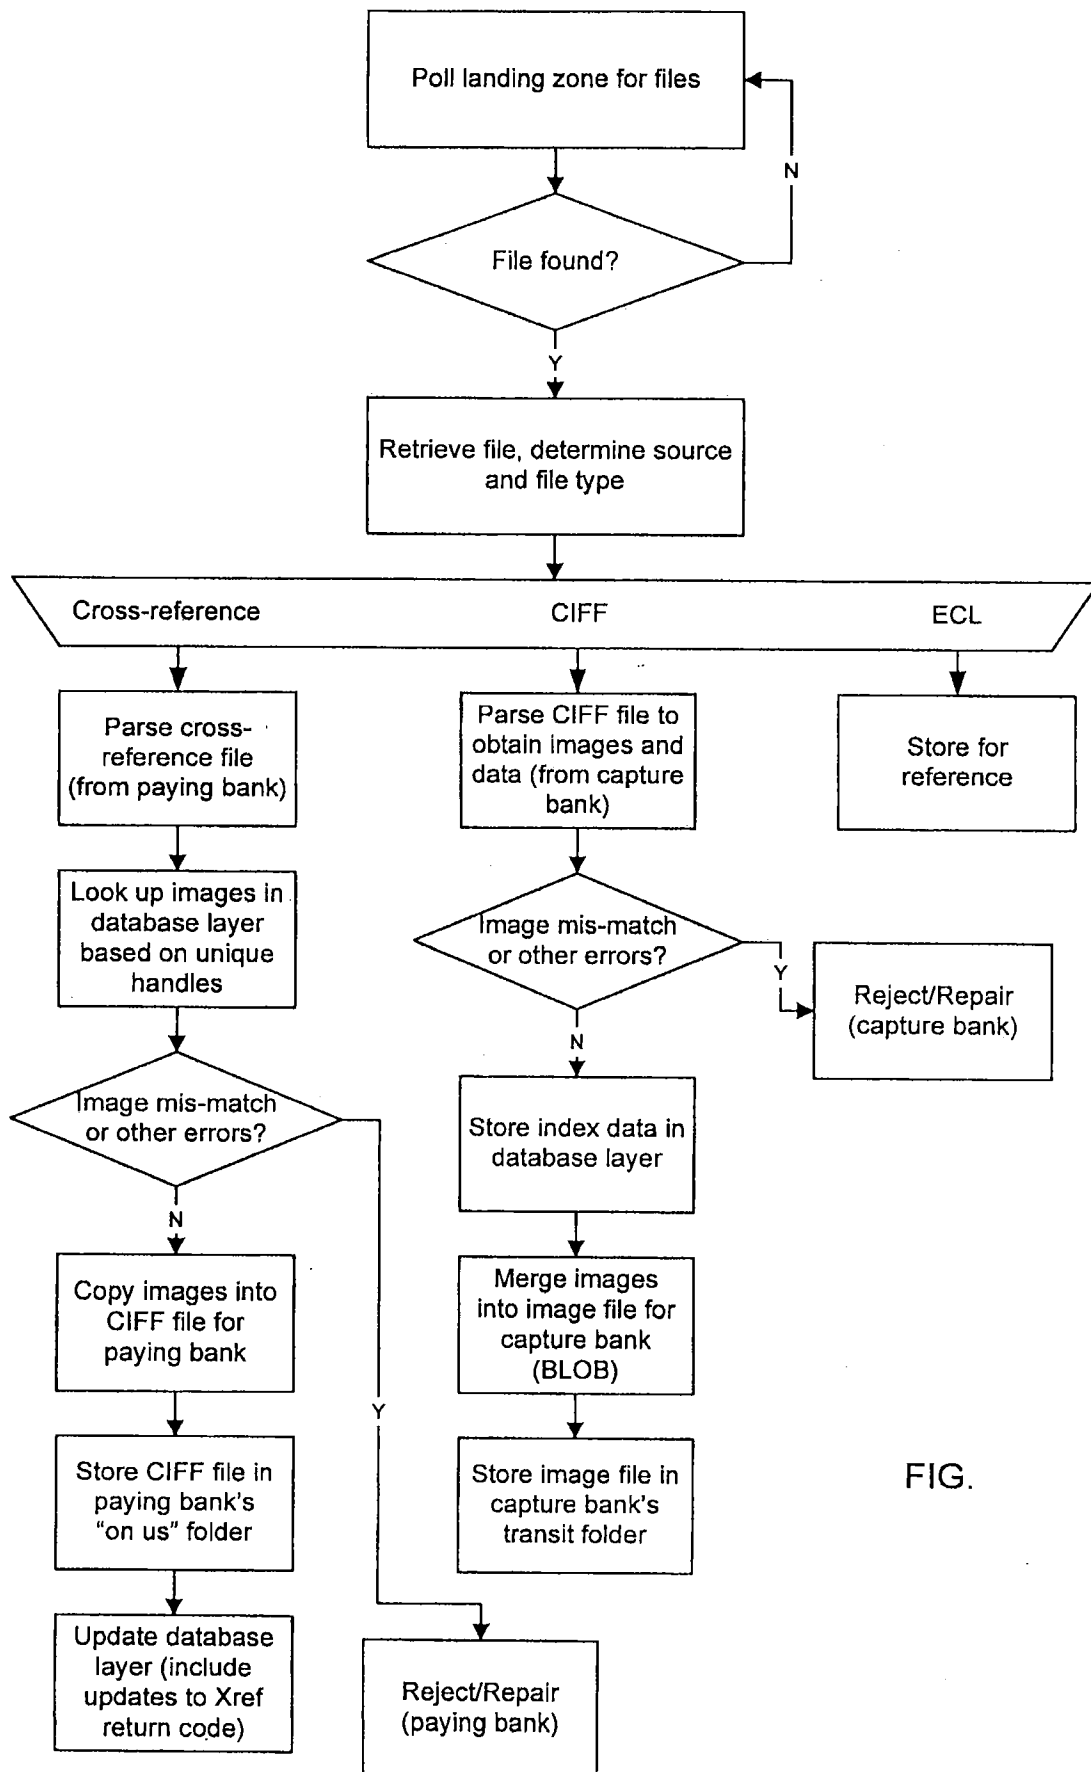 Poll landing zone for files
N
File found?
Y
Retrieve file, determine source
and file type
Cross-reference
CIFF
ECL
Parse cross-
reference file
(from paying bank)
Parse CIFF file to
obtain images and
data (from capture
bank)
Store for
reference
Look up images in
database layer
based on unique
handles
Image mis-match
or other errors?
Y
Reject/Repair
(capture bank)
N
Image mis-match
or other errors?
Store index data in
database layer
N
Copy images into
CIFF file for
paying bank
Merge images
into image file for
capture bank
(BLOB)
Y
Store CIFF file in
paying bank's
"on us" folder
Store image file in
capture bank's
transit folder
FIG.
Update database
layer (include
updates to Xref
return code)
Reject/Repair
(paying bank)